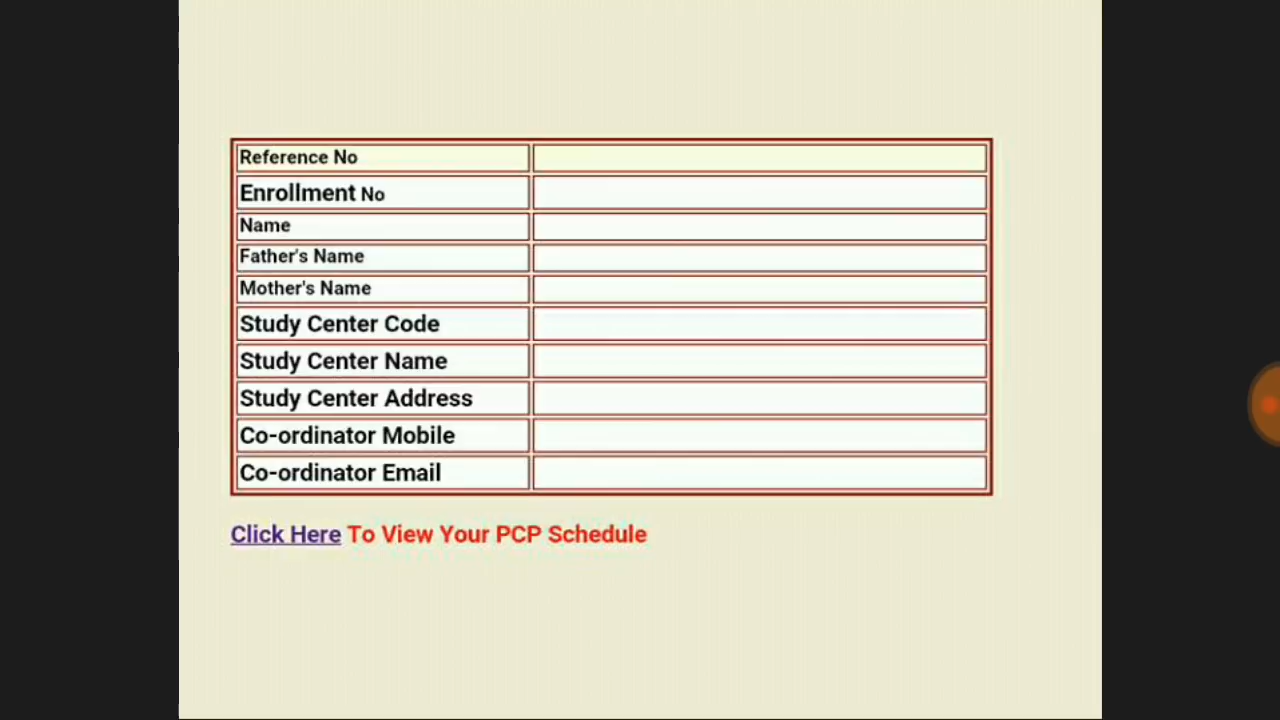 Reference No
Enrollment No
Name
Father's Name
Mother's Name
Study Center Code
Study Center Name
Study Center Address
Co-ordinator Mobile
Co-ordinator Email
Click Here To View Your PCP Schedule